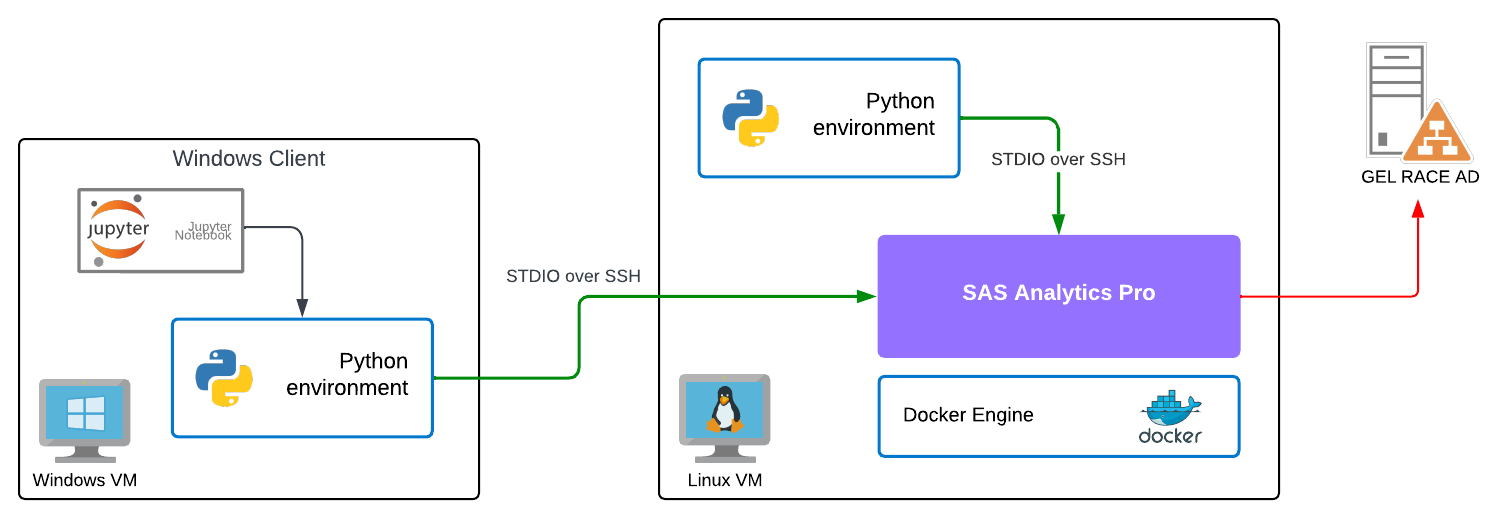 Windows Client
jupyter
Jupyter
Notebook
Python
environment
Windows VM
STDIO over SSH
Python
environment
STDIO over SSH
SAS Analytics Pro
Docker Engine
docker
Linux VM
GEL RACE AD